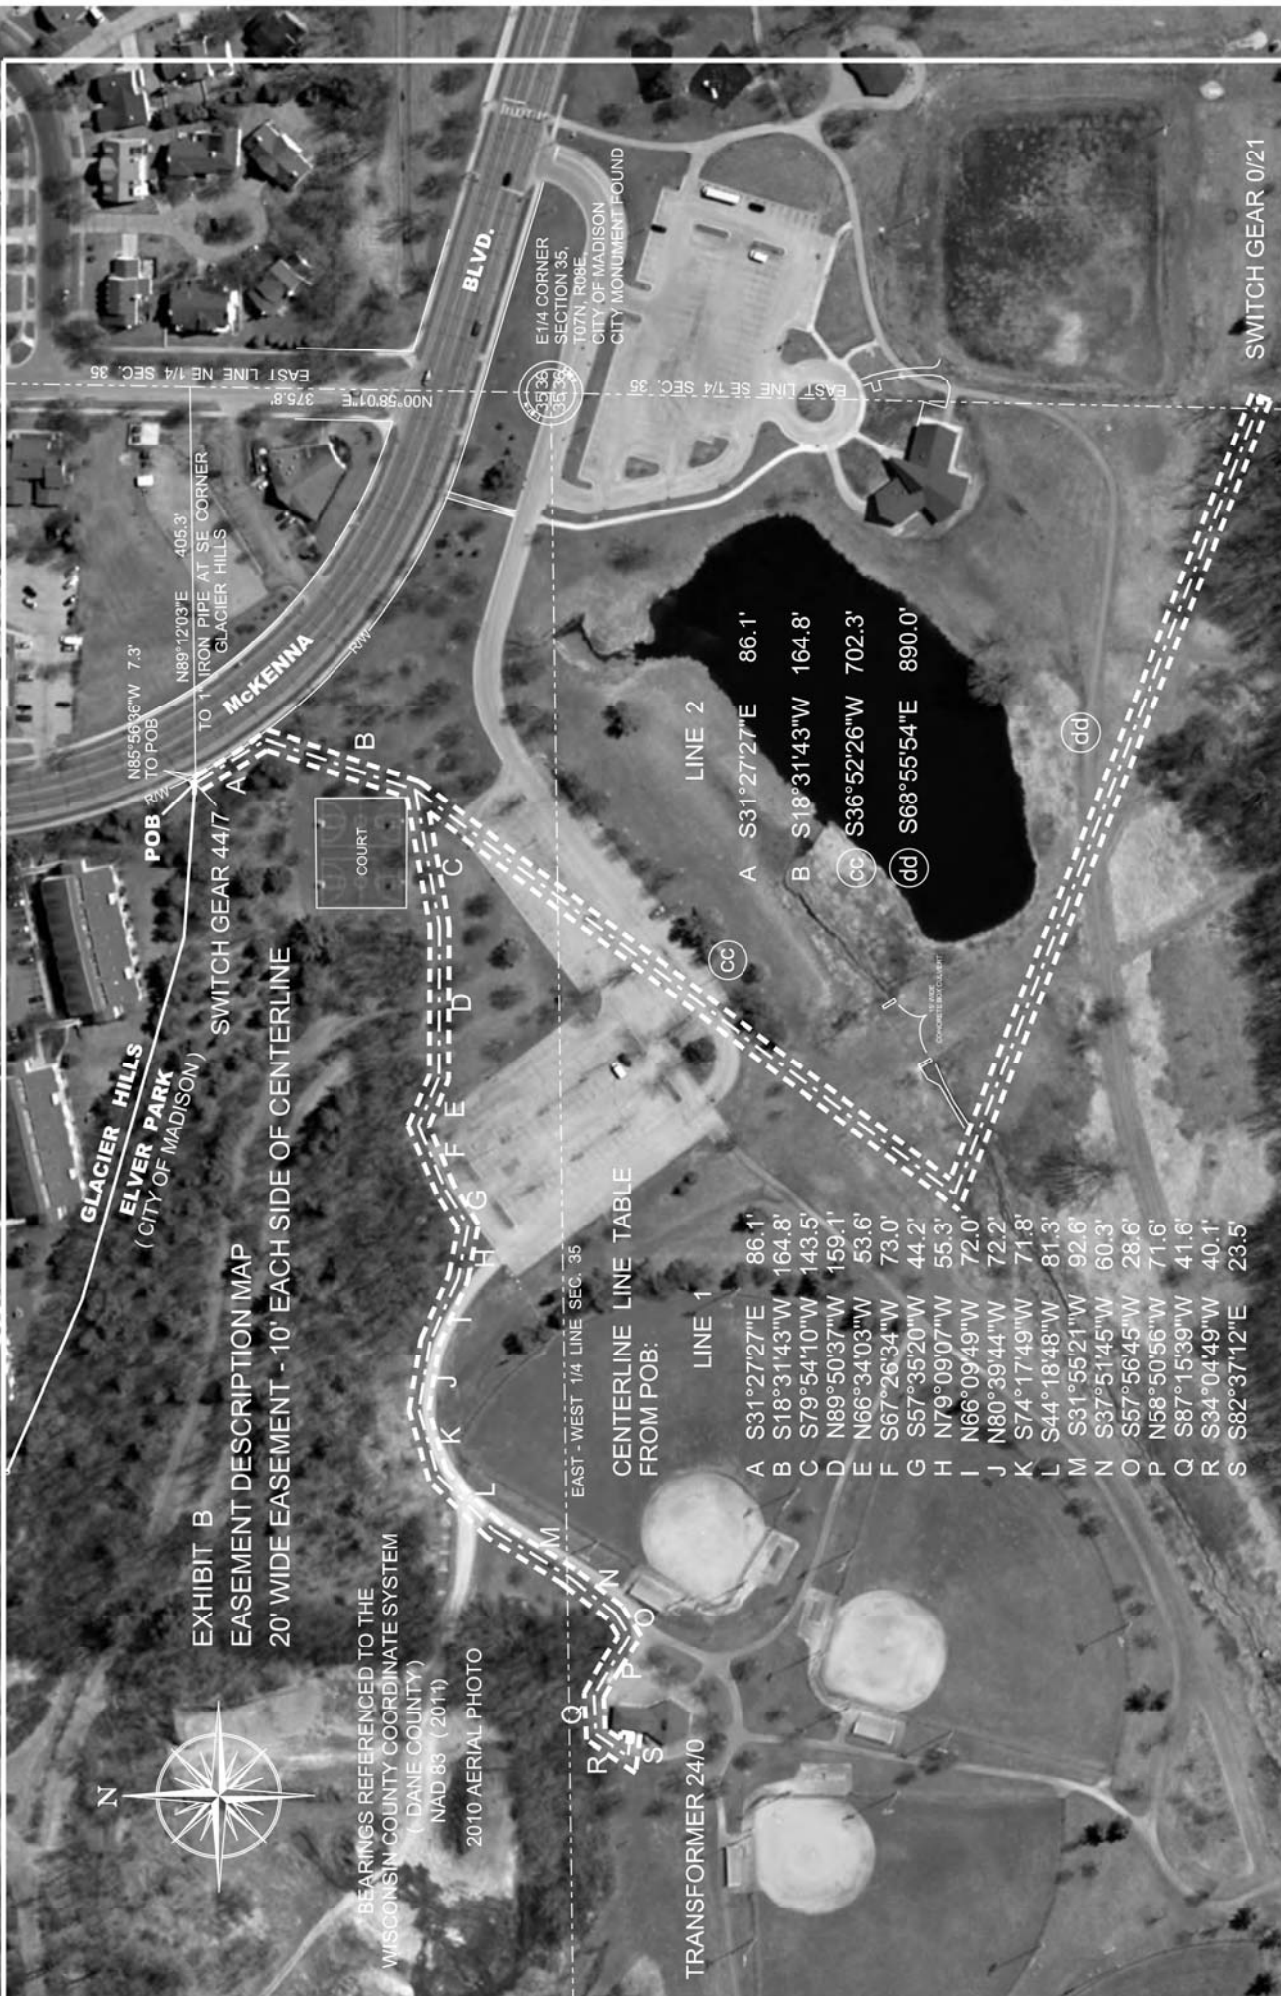 EXHIBIT B
EASEMENT DESCRIPTION MAP
20' WIDE EASEMENT - 10' EACH SIDE OF CENTERLINE
N
BEARINGS REFERENCED TO THE
WISCONSIN COUNTY COORDINATE SYSTEM
( DANE COUNTY )
NAD 83 ( 2011)
2010 AERIAL PHOTO
GLACIER HILLS
ELVER PARK
( CITY OF MADISON )
POB
SWITCH GEAR 44/7
N85°56'36"W 7.3'
TO POB
R/W
N89°12'03"E 405.3'
TO 1" IRON PIPE AT SE CORNER
GLACIER HILLS
McKENNA
BLVD.
R/W
EAST LINE NE 1/4 SEC. 35
375.8'
N00°58'01"E
E1/4 CORNER
SECTION 35,
T07N, R08E,
CITY OF MADISON
CITY MONUMENT FOUND
35 36
35 36
EAST LINE SE 1/4 SEC. 35
COURT
A
B
C
D
E
F
G
H
I
J
K
L
M
N
O
P
Q
R
S
cc
dd
EAST - WEST 1/4 LINE SEC. 35
TRANSFORMER 24/0
SWITCH GEAR 0/21
CONCRETE BOX CULVERT
CENTERLINE LINE TABLE
FROM POB:
LINE 1
A S31°27'27"E 86.1'
B S18°31'43"W 164.8'
C S79°54'10"W 143.5'
D N89°50'37"W 159.1'
E N66°34'03"W 53.6'
F S67°26'34"W 73.0'
G S57°35'20"W 44.2'
H N79°09'07"W 55.3'
I N66°09'49"W 72.0'
J N80°39'44"W 72.2'
K S74°17'49"W 71.8'
L S44°18'48"W 81.3'
M S31°55'21"W 92.6'
N S37°51'45"W 60.3'
O S57°56'45"W 28.6'
P N58°50'56"W 71.6'
Q S87°15'39"W 41.6'
R S34°04'49"W 40.1'
S S82°37'12"E 23.5'
LINE 2
A S31°27'27"E 86.1'
B S18°31'43"W 164.8'
cc S36°52'26"W 702.3'
dd S68°55'54"E 890.0'